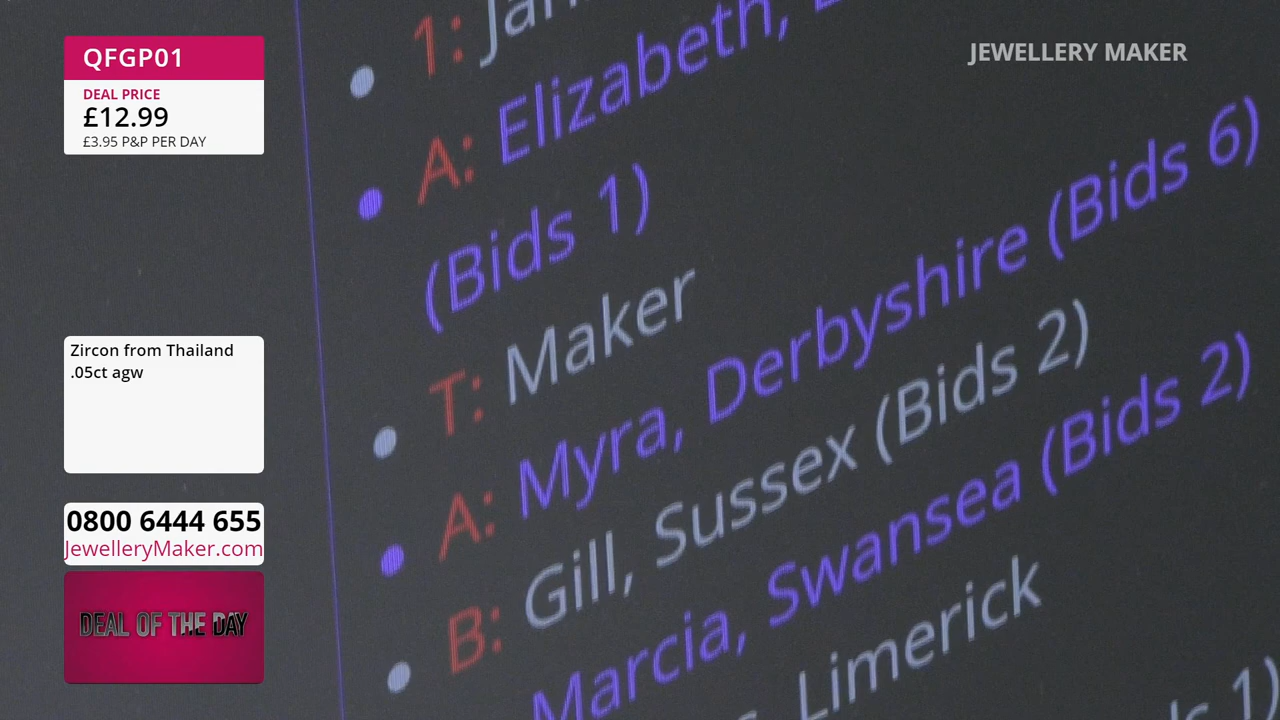 QFGP01
DEAL PRICE
£12.99
£3.95 P&P PER DAY
Zircon from Thailand
.05ct agw
0800 6444 655
JewelleryMaker.com
DEAL OF THE DAY
JEWELLERY MAKER
1:
A: Elizabeth,
(Bids 1)
T: Maker
A: Myra, Derbyshire (Bids 6)
B: Gill, Sussex (Bids 2)
Marcia, Swansea (Bids 2)
Limerick
1)